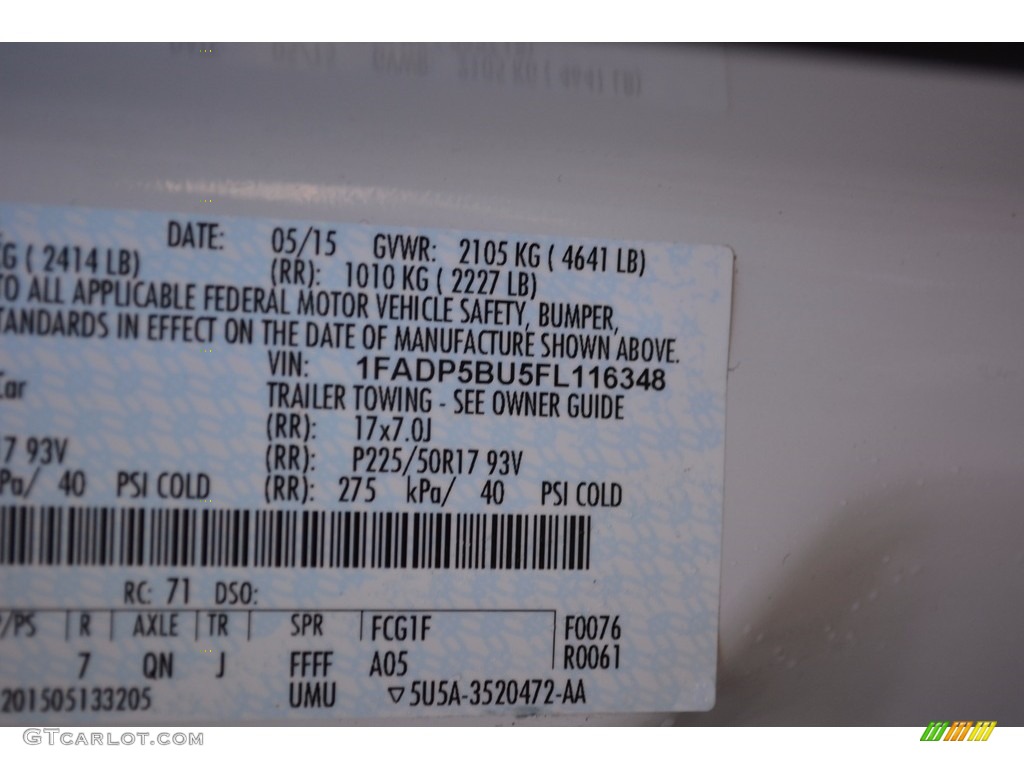 DATE: 05/15 GVWR: 2105 KG ( 4641 LB)
G ( 2414 LB) (RR): 1010 KG ( 2227 LB)
TO ALL APPLICABLE FEDERAL MOTOR VEHICLE SAFETY, BUMPER,
TANDARDS IN EFFECT ON THE DATE OF MANUFACTURE SHOWN ABOVE.
VIN: 1FADP5BU5FL116348
Car TRAILER TOWING - SEE OWNER GUIDE
(RR): 17x7.0J
17 93V (RR): P225/50R17 93V
Pa/ 40 PSI COLD (RR): 275 kPa/ 40 PSI COLD
RC: 71 DSO:
/PS R AXLE TR SPR FCG1F F0076
7 QN J FFFF A05 R0061
201505133205 UMU ▽5U5A-3520472-AA
GTCARLOT.COM